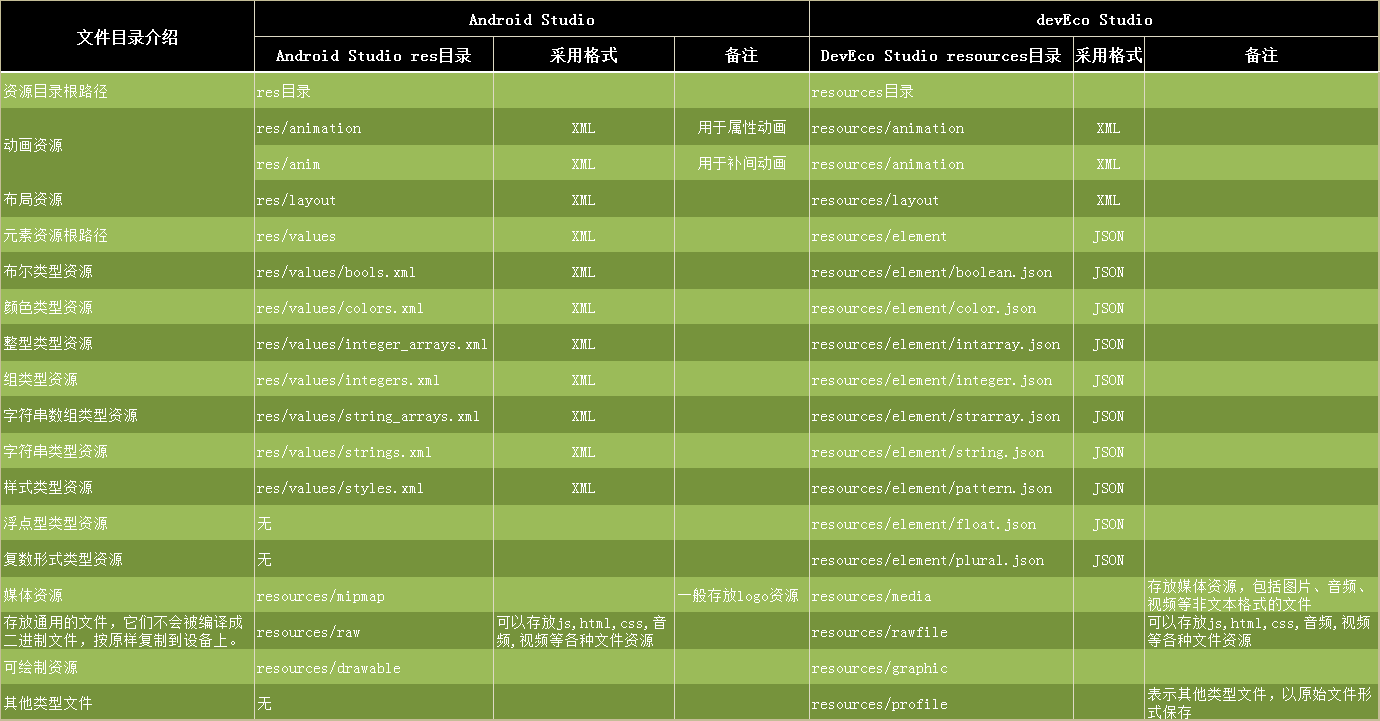 文件目录介绍
Android Studio
devEco Studio
Android Studio res目录
采用格式
备注
DevEco Studio resources目录
采用格式
备注
资源目录根路径
res目录
resources目录
动画资源
res/animation
XML
用于属性动画
resources/animation
XML
res/anim
XML
用于补间动画
resources/animation
XML
布局资源
res/layout
XML
resources/layout
XML
元素资源根路径
res/values
XML
resources/element
JSON
布尔类型资源
res/values/bools.xml
XML
resources/element/boolean.json
JSON
颜色类型资源
res/values/colors.xml
XML
resources/element/color.json
JSON
整型类型资源
res/values/integer_arrays.xml
XML
resources/element/intarray.json
JSON
组类型资源
res/values/integers.xml
XML
resources/element/integer.json
JSON
字符串数组类型资源
res/values/string_arrays.xml
XML
resources/element/strarray.json
JSON
字符串类型资源
res/values/strings.xml
XML
resources/element/string.json
JSON
样式类型资源
res/values/styles.xml
XML
resources/element/pattern.json
JSON
浮点型类型资源
无
resources/element/float.json
JSON
复数形式类型资源
无
resources/element/plural.json
JSON
媒体资源
resources/mipmap
一般存放logo资源
resources/media
存放媒体资源，包括图片、音频、
视频等非文本格式的文件
存放通用的文件，它们不会被编译成
二进制文件，按原样复制到设备上。
resources/raw
可以存放js,html,css,音
频,视频等各种文件资源
resources/rawfile
可以存放js,html,css,音频,视频
等各种文件资源
可绘制资源
resources/drawable
resources/graphic
其他类型文件
无
resources/profile
表示其他类型文件，以原始文件形
式保存